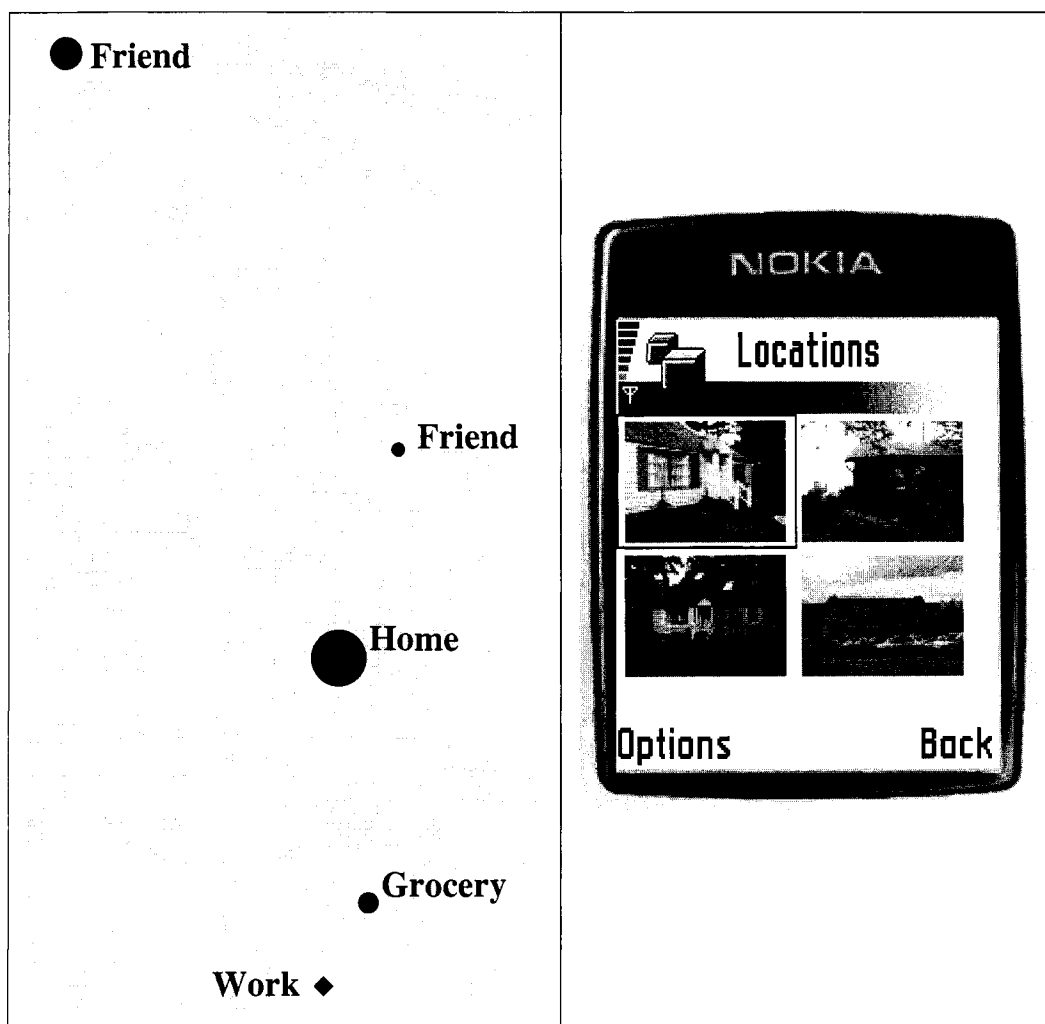 Friend
Friend
Home
Grocery
Work
NOKIA
Locations
Options
Back